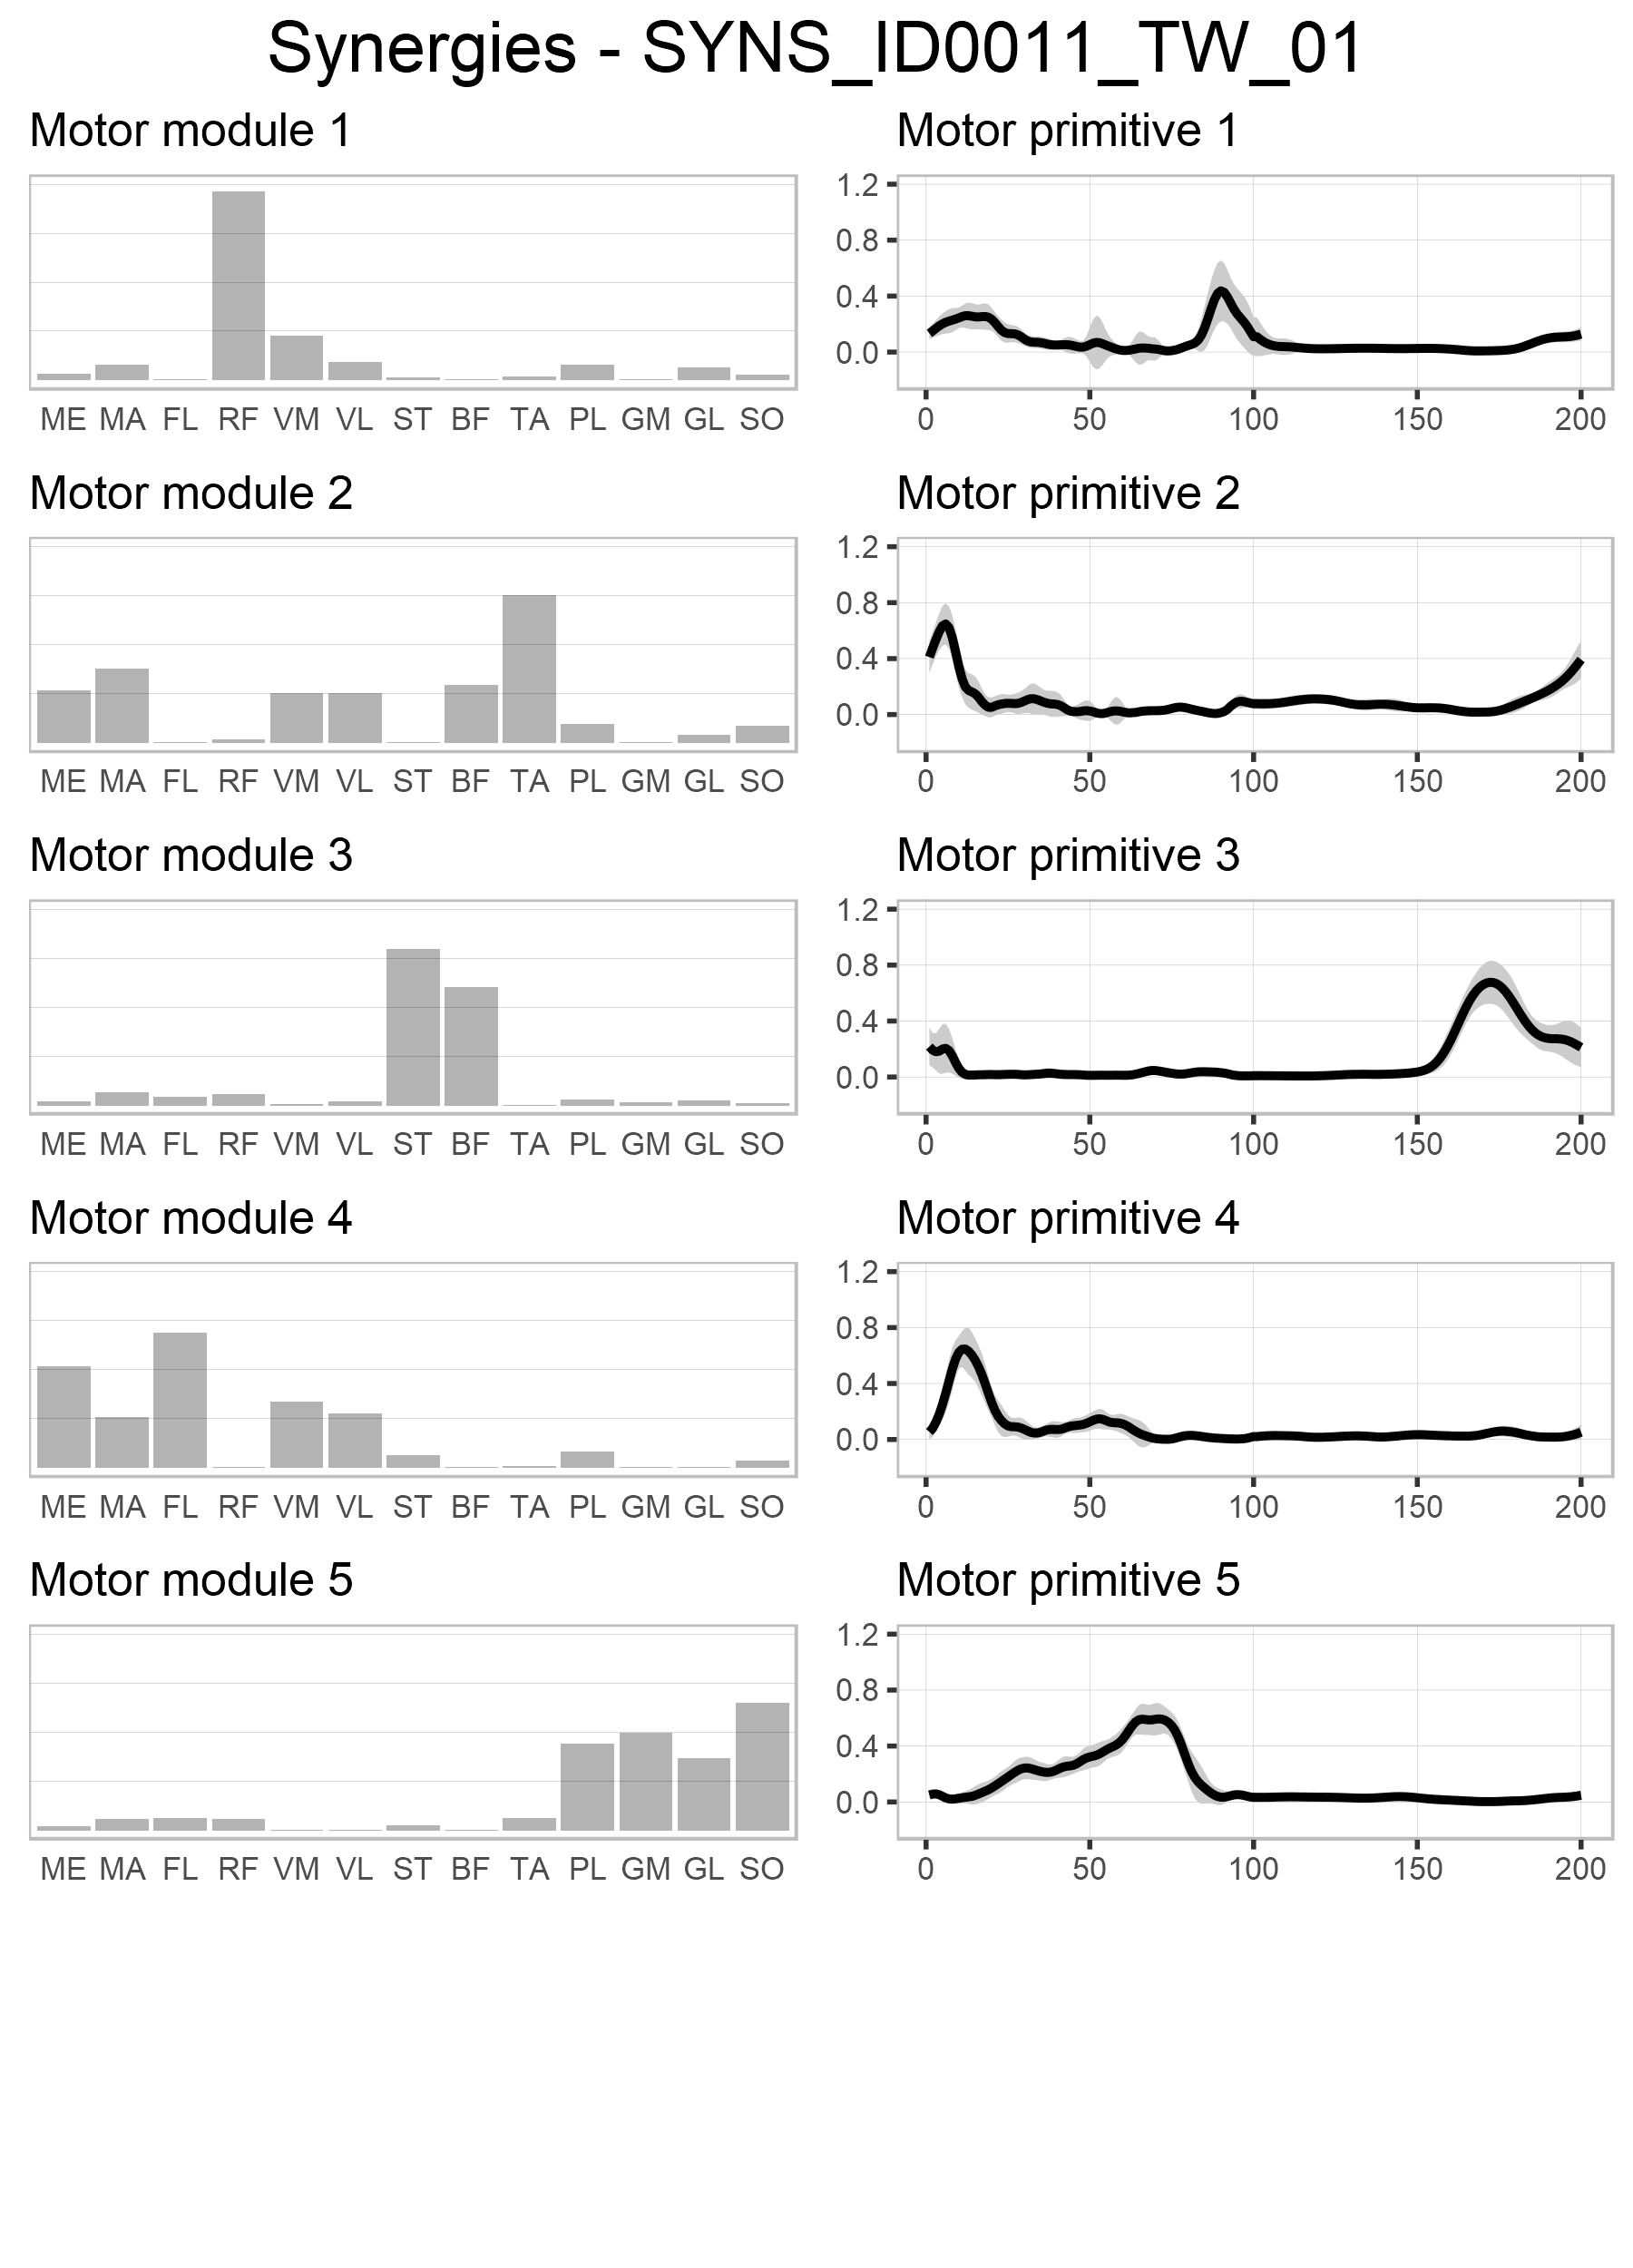 Synergies - SYNS_ID0011_TW_01
Motor module 1
Motor primitive 1
1.2
0.8
0.4
0.0
ME MA FL RF VM VL ST BF TA PL GM GL SO
0 50 100 150 200
Motor module 2
Motor primitive 2
1.2
0.8
0.4
0.0
ME MA FL RF VM VL ST BF TA PL GM GL SO
0 50 100 150 200
Motor module 3
Motor primitive 3
1.2
0.8
0.4
0.0
ME MA FL RF VM VL ST BF TA PL GM GL SO
0 50 100 150 200
Motor module 4
Motor primitive 4
1.2
0.8
0.4
0.0
ME MA FL RF VM VL ST BF TA PL GM GL SO
0 50 100 150 200
Motor module 5
Motor primitive 5
1.2
0.8
0.4
0.0
ME MA FL RF VM VL ST BF TA PL GM GL SO
0 50 100 150 200